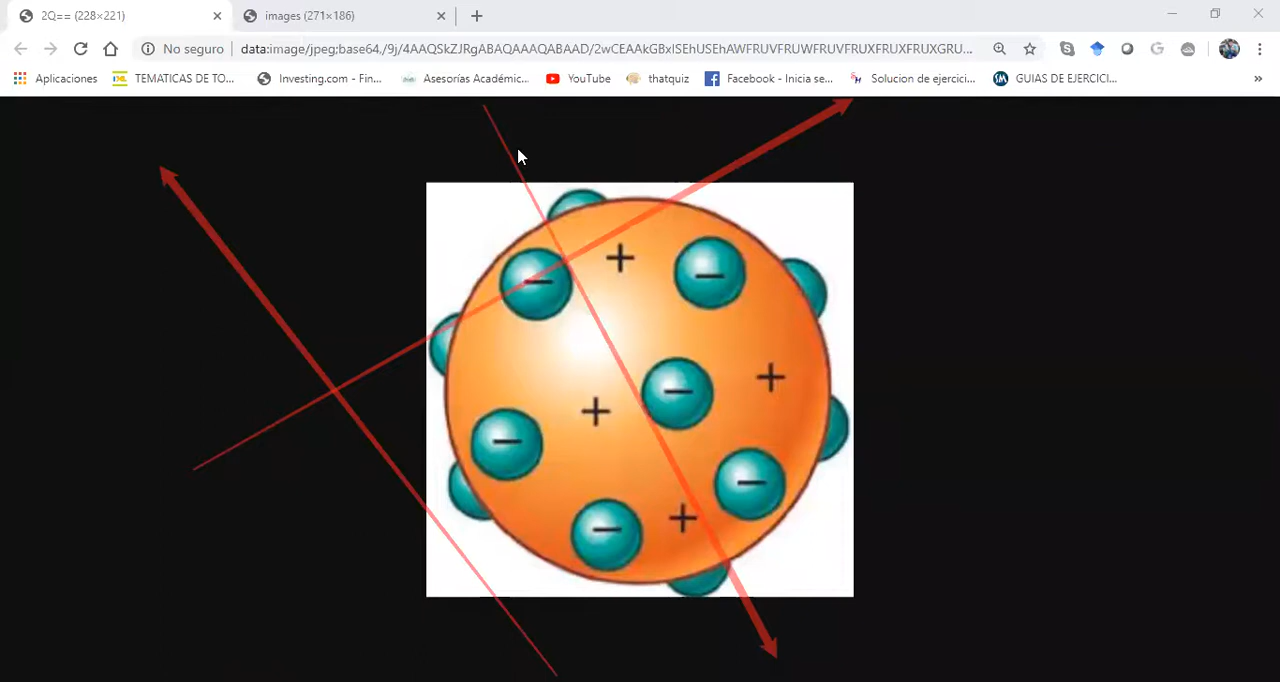 2Q== (228×221)
images (271×186)
No seguro
data:image/jpeg;base64,/9j/4AAQSkZJRgABAQAAAQABAAD/2wCEAAkGBxISEhUSEhAWFRUVFRUWFRUVFRUXFRUXFRUXGRU...
Aplicaciones TEMATICAS DE TO... Investing.com - Fin... Asesorías Académic... YouTube thatquiz Facebook - Inicia se... Solucion de ejercici... SM GUIAS DE EJERCICI... »
− + −
+ − +
− −
− +